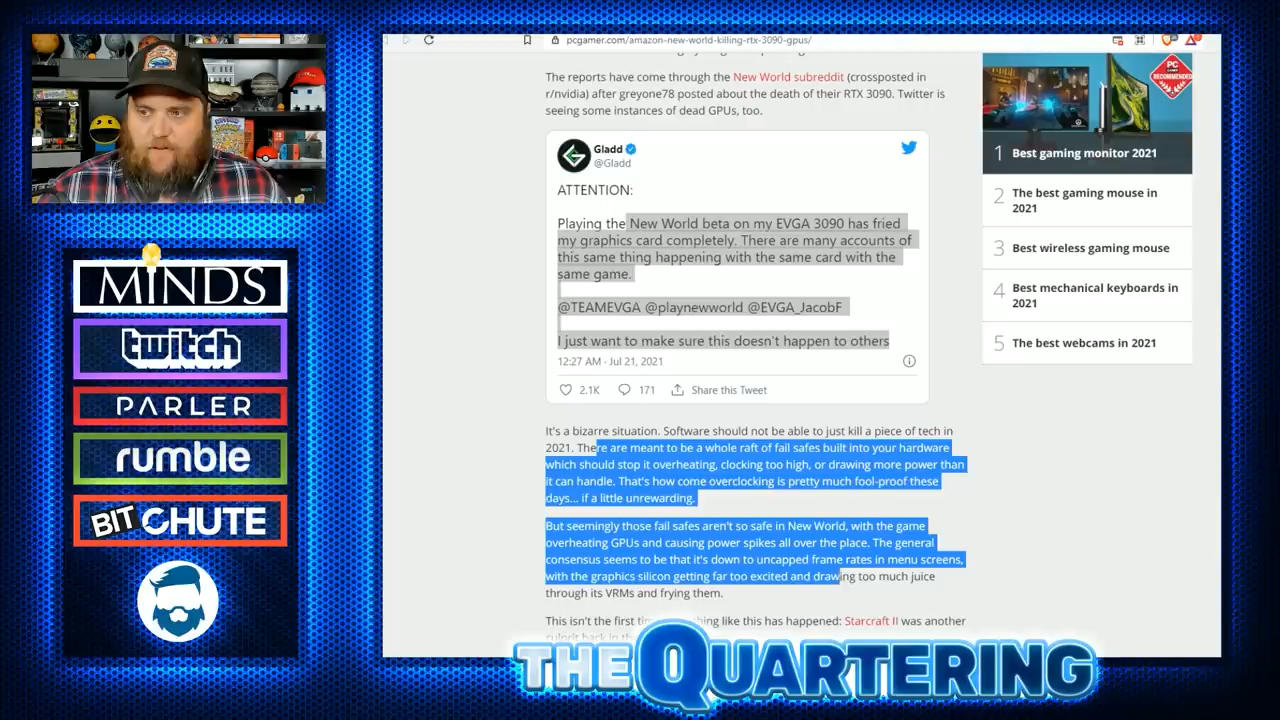 MINDS
twitch
PARLER
rumble
BIT CHUTE
pcgamer.com/amazon-new-world-killing-rtx-3090-gpus/
The reports have come through the New World subreddit (crossposted in
r/nvidia) after greyone78 posted about the death of their RTX 3090. Twitter is
seeing some instances of dead GPUs, too.
Gladd
@Gladd
ATTENTION:
Playing the New World beta on my EVGA 3090 has fried
my graphics card completely. There are many accounts of
this same thing happening with the same card with the
same game.
@TEAMEVGA @playnewworld @EVGA_JacobF
I just want to make sure this doesn't happen to others
12:27 AM · Jul 21, 2021
2.1K 171 Share this Tweet
It's a bizarre situation. Software should not be able to just kill a piece of tech in
2021. There are meant to be a whole raft of fail safes built into your hardware
which should stop it overheating, clocking too high, or drawing more power than
it can handle. That's how come overclocking is pretty much fool-proof these
days... if a little unrewarding.
But seemingly those fail safes aren't so safe in New World, with the game
overheating GPUs and causing power spikes all over the place. The general
consensus seems to be that it's down to uncapped frame rates in menu screens,
with the graphics silicon getting far too excited and drawing too much juice
through its VRMs and frying them.
This isn't the first time something like this has happened: Starcraft II was another
culprit back in the
PC GAMER
RECOMMENDED
1 Best gaming monitor 2021
2 The best gaming mouse in
2021
3 Best wireless gaming mouse
4 Best mechanical keyboards in
2021
5 The best webcams in 2021
THE QUARTERING